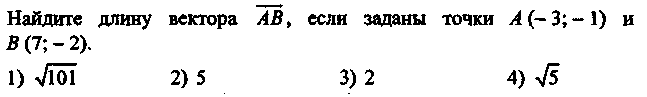 Найдите длину вектора \overline{AB}, если заданы точки A (– 3; – 1) и
B (7; – 2).
1) √101 2) 5 3) 2 4) √5